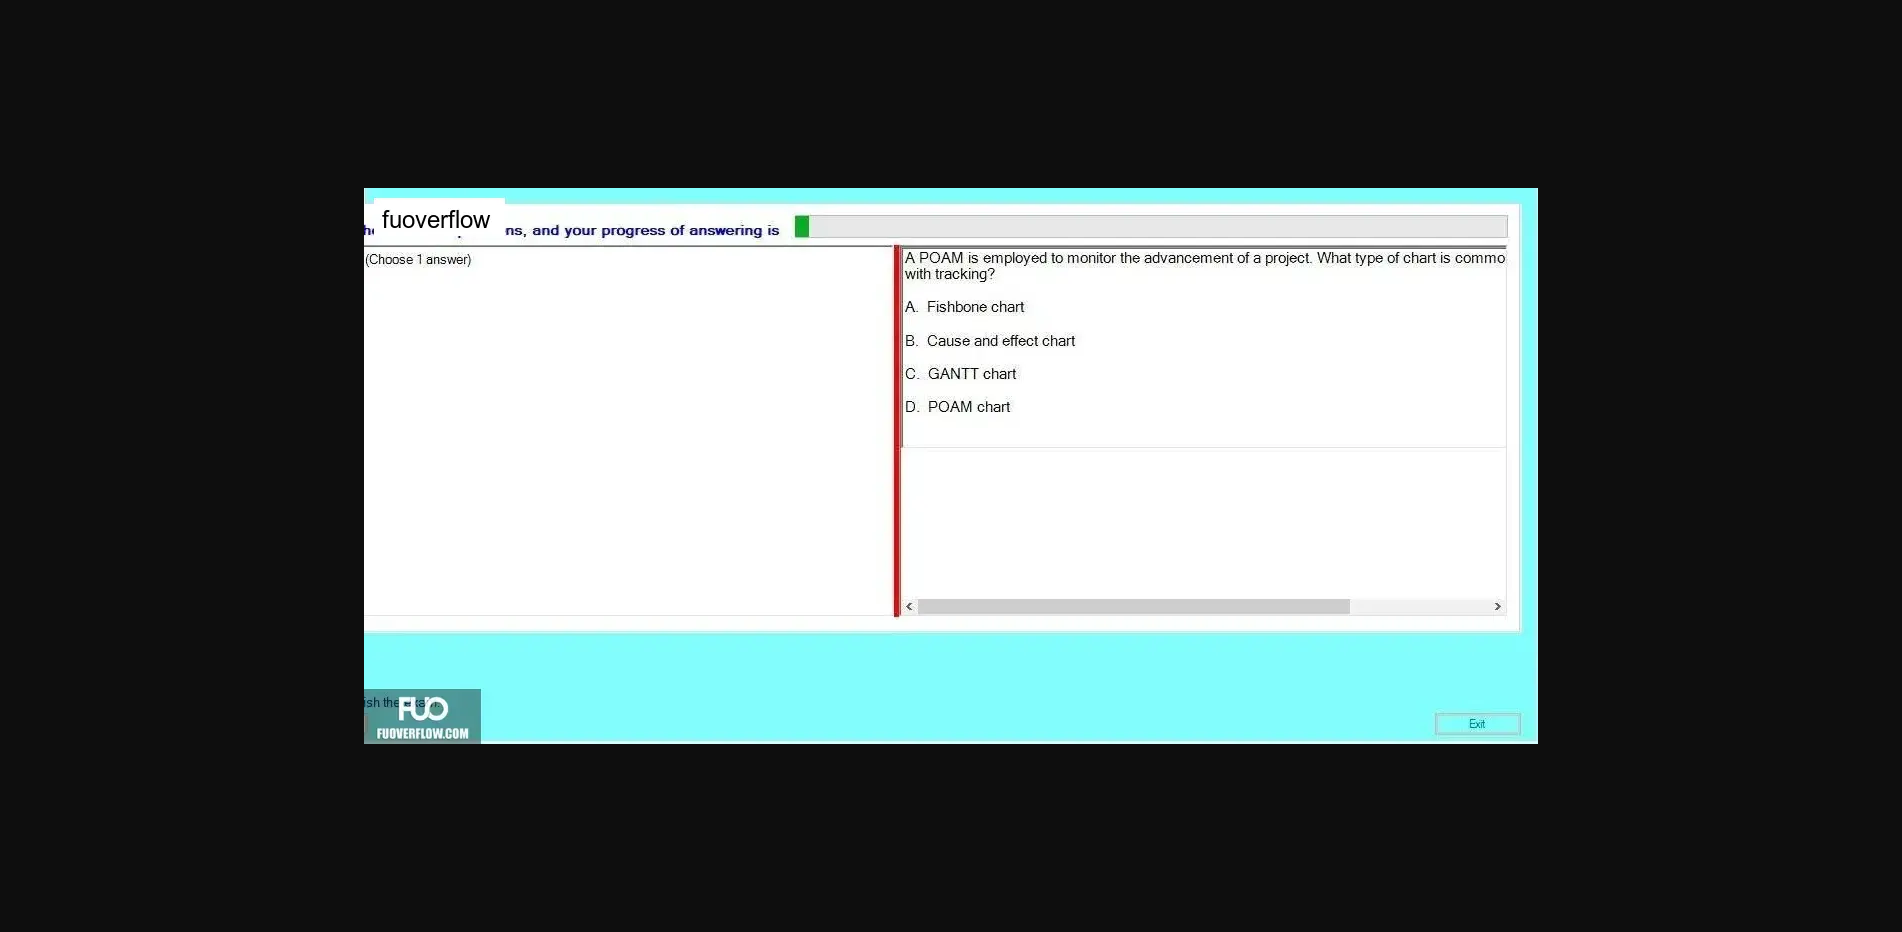 fuoverflow
ns, and your progress of answering is
(Choose 1 answer)
A POAM is employed to monitor the advancement of a project. What type of chart is commo
with tracking?
A. Fishbone chart
B. Cause and effect chart
C. GANTT chart
D. POAM chart
ish the
FUO
FUOVERFLOW.COM
Exit